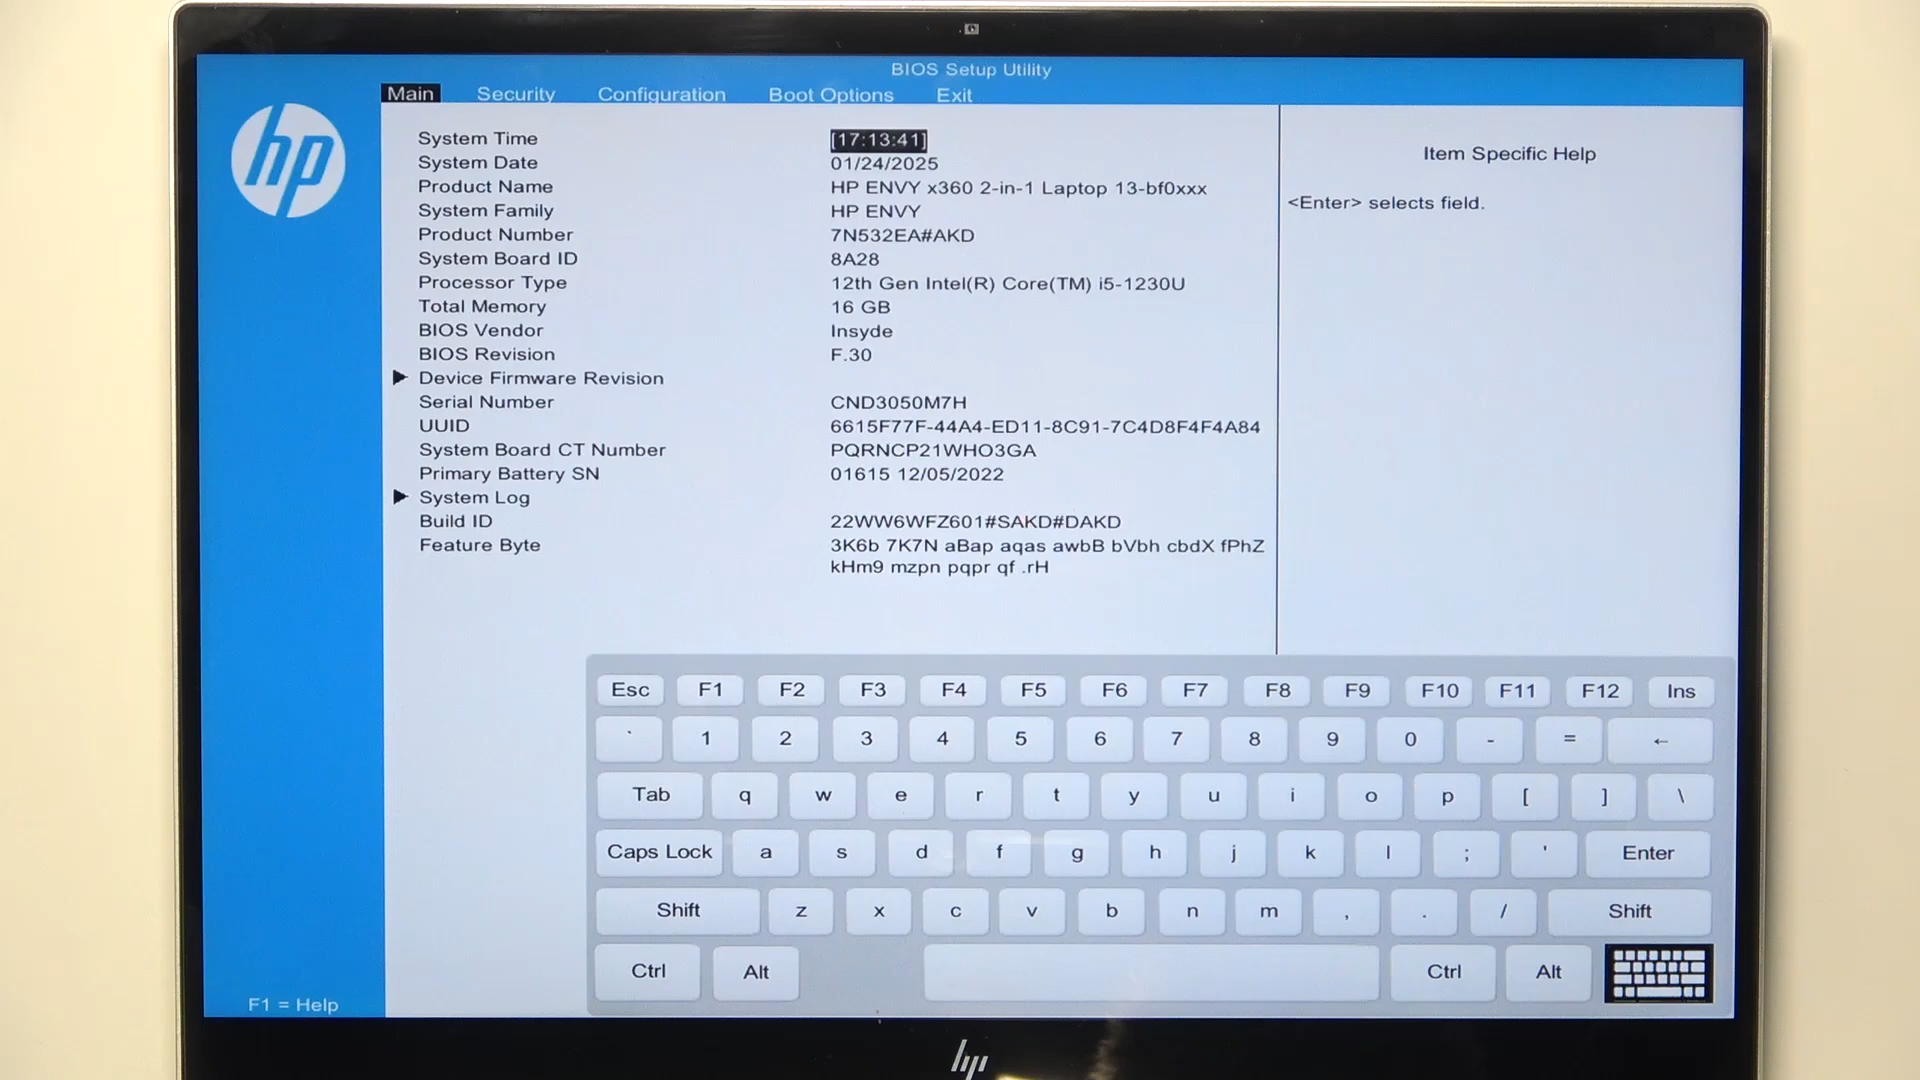 BIOS Setup Utility
Main Security Configuration Boot Options Exit
hp
System Time [17:13:41]
System Date 01/24/2025
Product Name HP ENVY x360 2-in-1 Laptop 13-bf0xxx
System Family HP ENVY
Product Number 7N532EA#AKD
System Board ID 8A28
Processor Type 12th Gen Intel(R) Core(TM) i5-1230U
Total Memory 16 GB
BIOS Vendor Insyde
BIOS Revision F.30
Device Firmware Revision
Serial Number CND3050M7H
UUID 6615F77F-44A4-ED11-8C91-7C4D8F4F4A84
System Board CT Number PQRNCP21WHO3GA
Primary Battery SN 01615 12/05/2022
System Log
Build ID 22WW6WFZ601#SAKD#DAKD
Feature Byte 3K6b 7K7N aBap aqas awbB bVbh cbdX fPhZ
kHm9 mzpn pqpr qf .rH
Item Specific Help
<Enter> selects field.
Esc F1 F2 F3 F4 F5 F6 F7 F8 F9 F10 F11 F12 Ins
` 1 2 3 4 5 6 7 8 9 0 - = ←
Tab q w e r t y u i o p [ ] \
Caps Lock a s d f g h j k l ; ' Enter
Shift z x c v b n m , . / Shift
Ctrl Alt Ctrl Alt
F1 = Help
hp